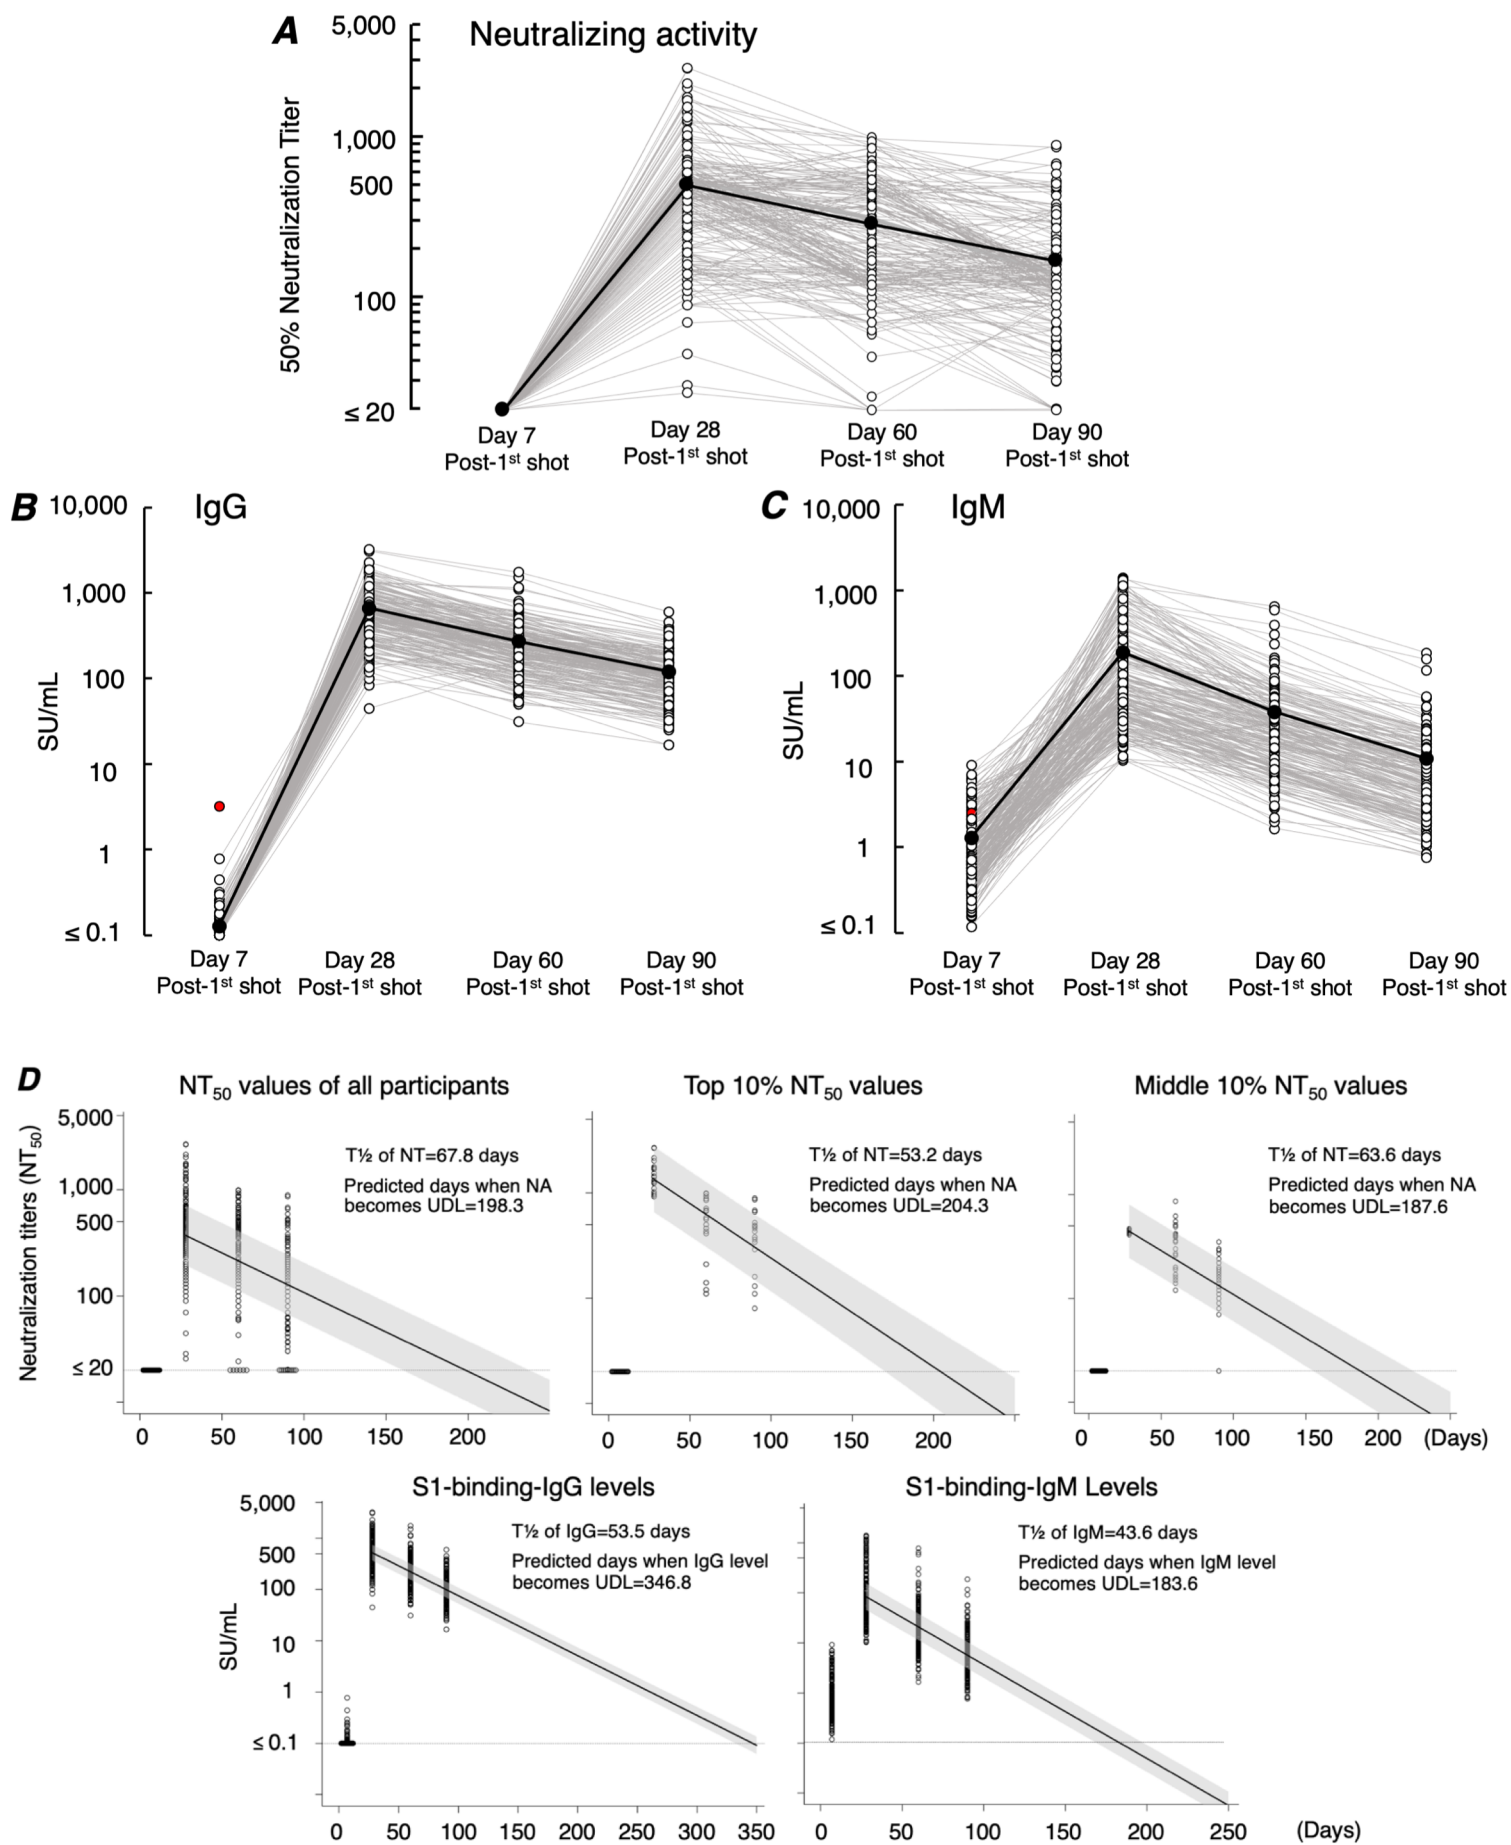 A Neutralizing activity
50% Neutralization Titer
5,000
1,000
500
100
≤ 20
Day 7
Post-1st shot
Day 28
Post-1st shot
Day 60
Post-1st shot
Day 90
Post-1st shot
B IgG
SU/mL
10,000
1,000
100
10
1
≤ 0.1
Day 7
Post-1st shot
Day 28
Post-1st shot
Day 60
Post-1st shot
Day 90
Post-1st shot
C IgM
SU/mL
10,000
1,000
100
10
1
≤ 0.1
Day 7
Post-1st shot
Day 28
Post-1st shot
Day 60
Post-1st shot
Day 90
Post-1st shot
D
NT50 values of all participants
Neutralization titers (NT50)
5,000
1,000
500
100
≤ 20
T½ of NT=67.8 days
Predicted days when NA
becomes UDL=198.3
0 50 100 150 200
Top 10% NT50 values
T½ of NT=53.2 days
Predicted days when NA
becomes UDL=204.3
0 50 100 150 200
Middle 10% NT50 values
T½ of NT=63.6 days
Predicted days when NA
becomes UDL=187.6
0 50 100 150 200 (Days)
S1-binding-IgG levels
SU/mL
5,000
500
100
10
1
≤ 0.1
T½ of IgG=53.5 days
Predicted days when IgG level
becomes UDL=346.8
0 50 100 150 200 250 300 350
S1-binding-IgM Levels
T½ of IgM=43.6 days
Predicted days when IgM level
becomes UDL=183.6
0 50 100 150 200 250 (Days)